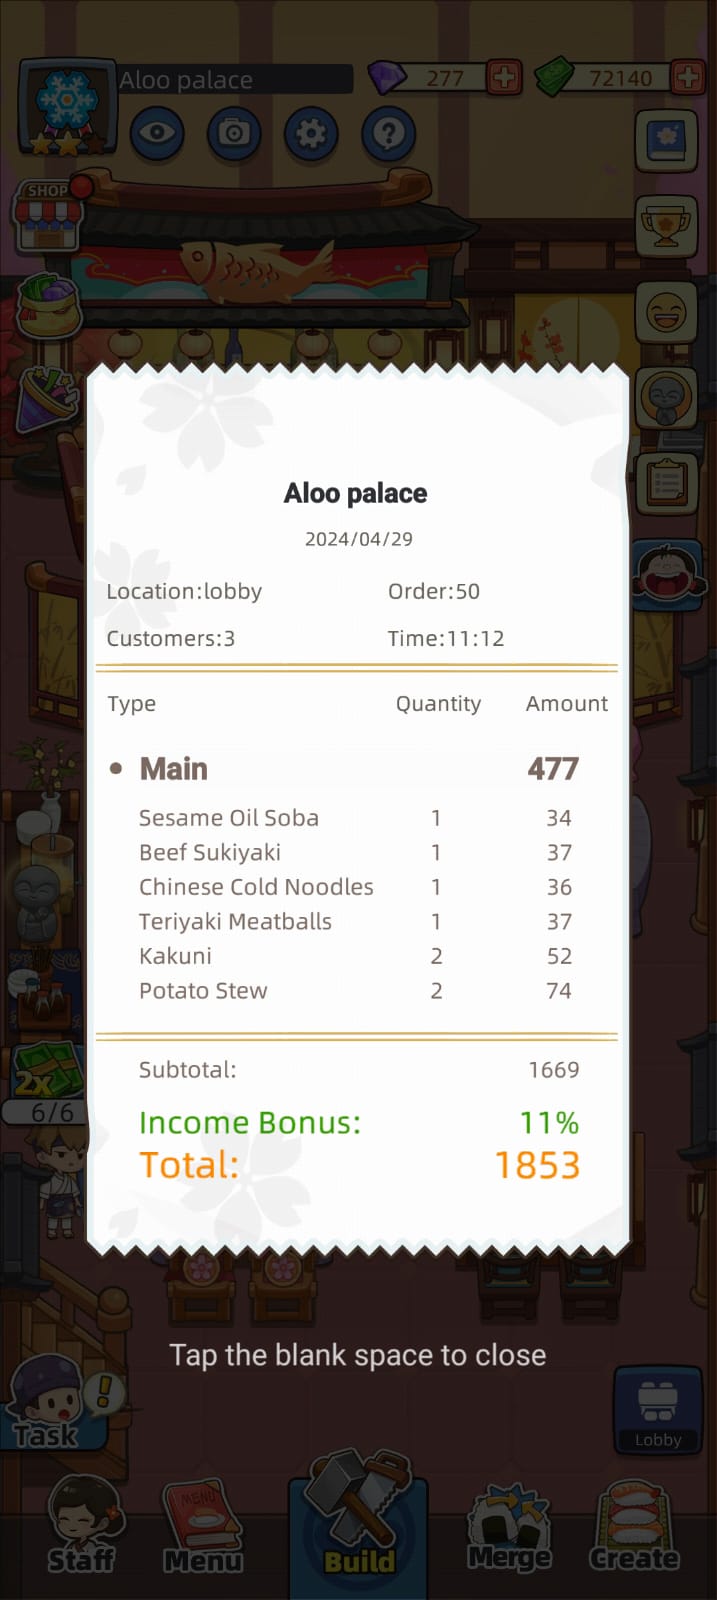 Aloo palace
277
72140
SHOP
Aloo palace
2024/04/29
Location:lobby Order:50
Customers:3 Time:11:12
Type Quantity Amount
• Main 477
Sesame Oil Soba 1 34
Beef Sukiyaki 1 37
Chinese Cold Noodles 1 36
Teriyaki Meatballs 1 37
Kakuni 2 52
Potato Stew 2 74
Subtotal: 1669
Income Bonus: 11%
Total: 1853
2x
6/6
Tap the blank space to close
Task
Lobby
MENU
Staff
Menu
Build
Merge
Create